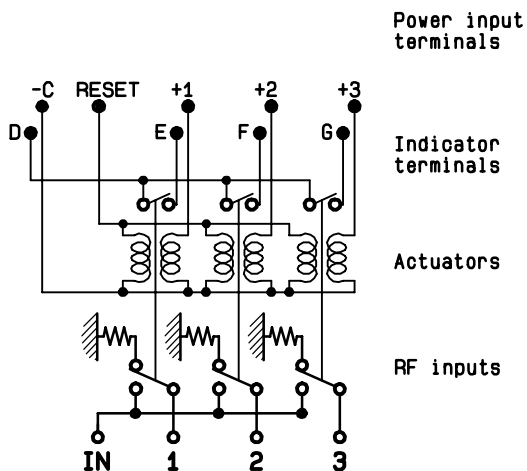 Power input
terminals
-C RESET +1 +2 +3
D E F G
Indicator
terminals
Actuators
RF inputs
IN 1 2 3